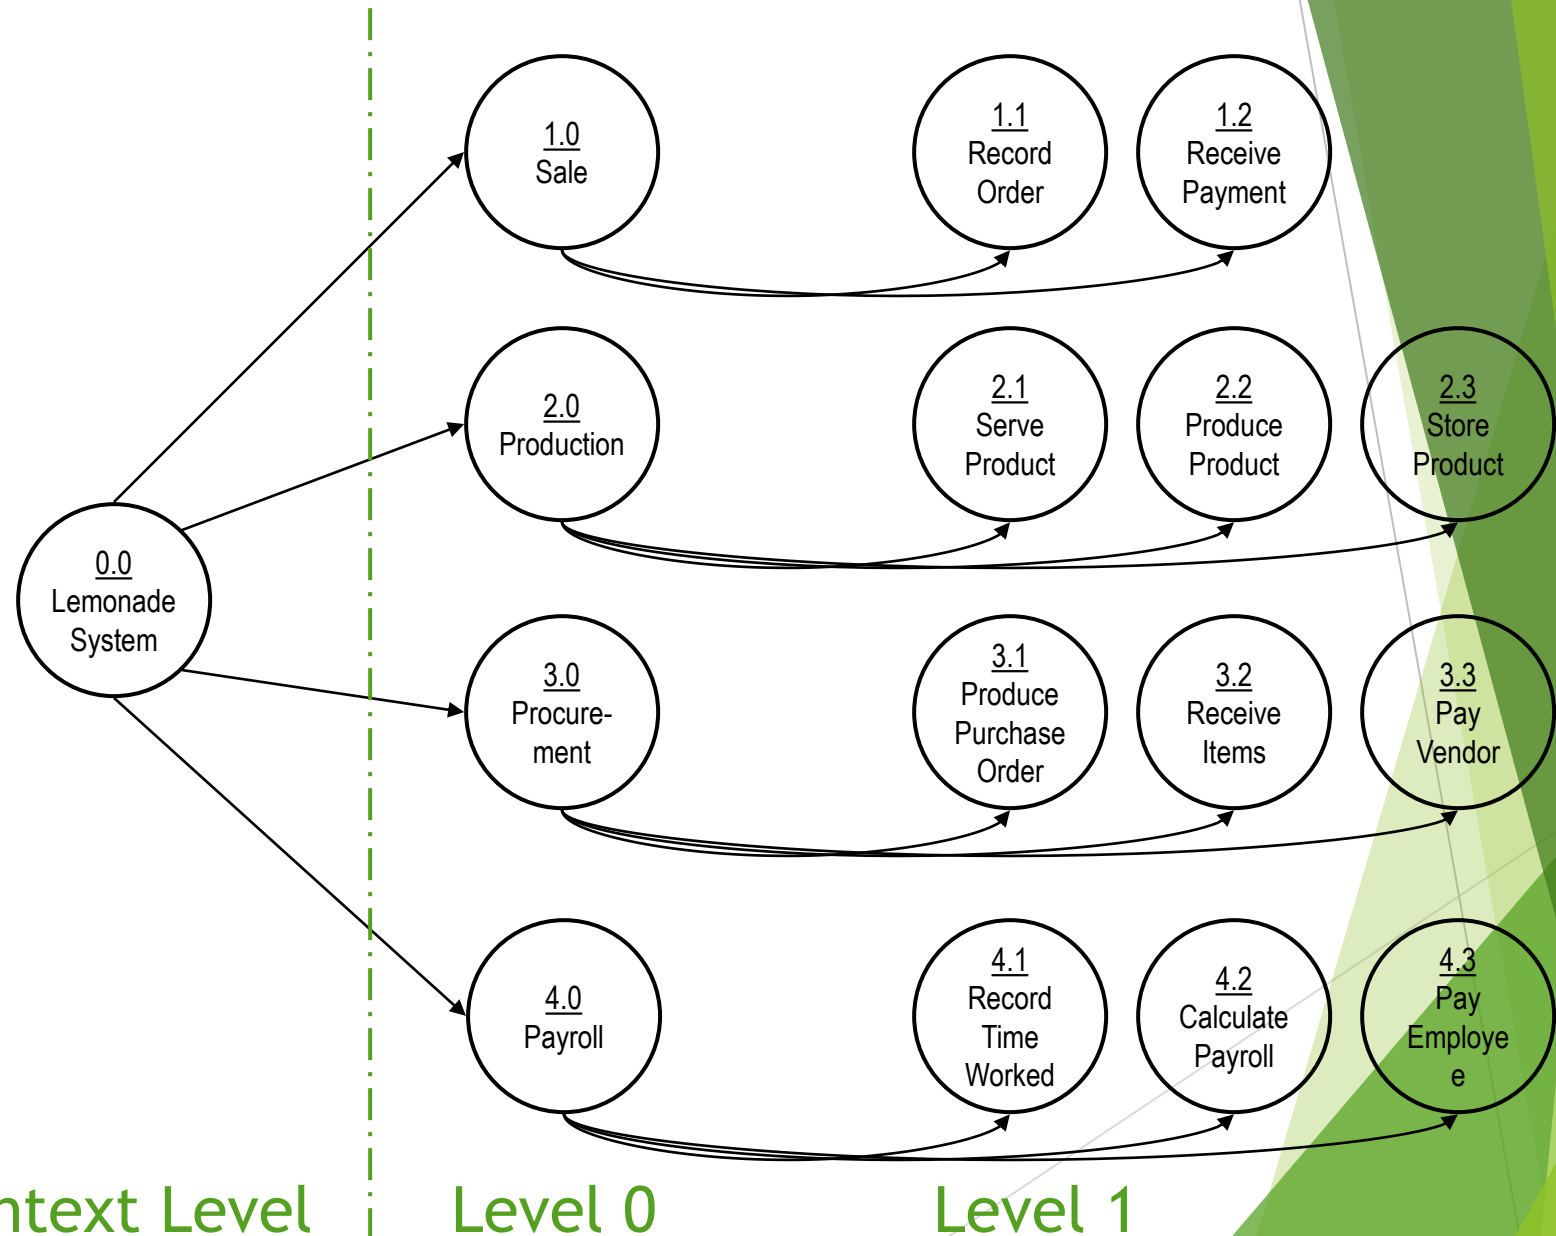 1.0
Sale
1.1
Record
Order
1.2
Receive
Payment
2.0
Production
2.1
Serve
Product
2.2
Produce
Product
2.3
Store
Product
0.0
Lemonade
System
3.0
Procure-
ment
3.1
Produce
Purchase
Order
3.2
Receive
Items
3.3
Pay
Vendor
4.0
Payroll
4.1
Record
Time
Worked
4.2
Calculate
Payroll
4.3
Pay
Employe
e
ntext Level
Level 0
Level 1